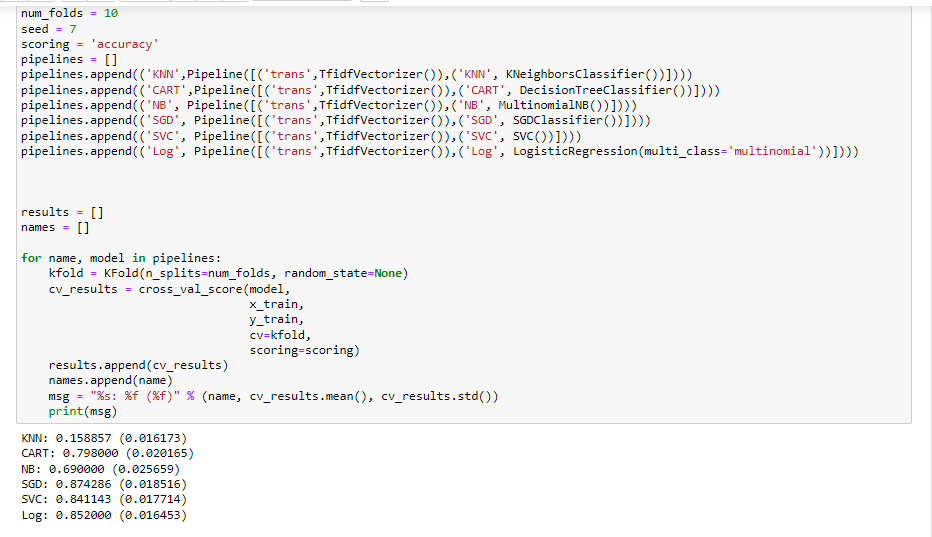 num_folds = 10
seed = 7
scoring = 'accuracy'
pipelines = []
pipelines.append(('KNN',Pipeline([('trans',TfidfVectorizer()),('KNN', KNeighborsClassifier())])))
pipelines.append(('CART',Pipeline([('trans',TfidfVectorizer()),('CART', DecisionTreeClassifier())])))
pipelines.append(('NB', Pipeline([('trans',TfidfVectorizer()),('NB', MultinomialNB())])))
pipelines.append(('SGD', Pipeline([('trans',TfidfVectorizer()),('SGD', SGDClassifier())])))
pipelines.append(('SVC', Pipeline([('trans',TfidfVectorizer()),('SVC', SVC())])))
pipelines.append(('Log', Pipeline([('trans',TfidfVectorizer()),('Log', LogisticRegression(multi_class='multinomial'))])))
results = []
names = []
for name, model in pipelines:
    kfold = KFold(n_splits=num_folds, random_state=None)
    cv_results = cross_val_score(model,
                                 x_train,
                                 y_train,
                                 cv=kfold,
                                 scoring=scoring)
    results.append(cv_results)
    names.append(name)
    msg = "%s: %f (%f)" % (name, cv_results.mean(), cv_results.std())
    print(msg)
KNN: 0.158857 (0.016173)
CART: 0.798000 (0.020165)
NB: 0.690000 (0.025659)
SGD: 0.874286 (0.018516)
SVC: 0.841143 (0.017714)
Log: 0.852000 (0.016453)